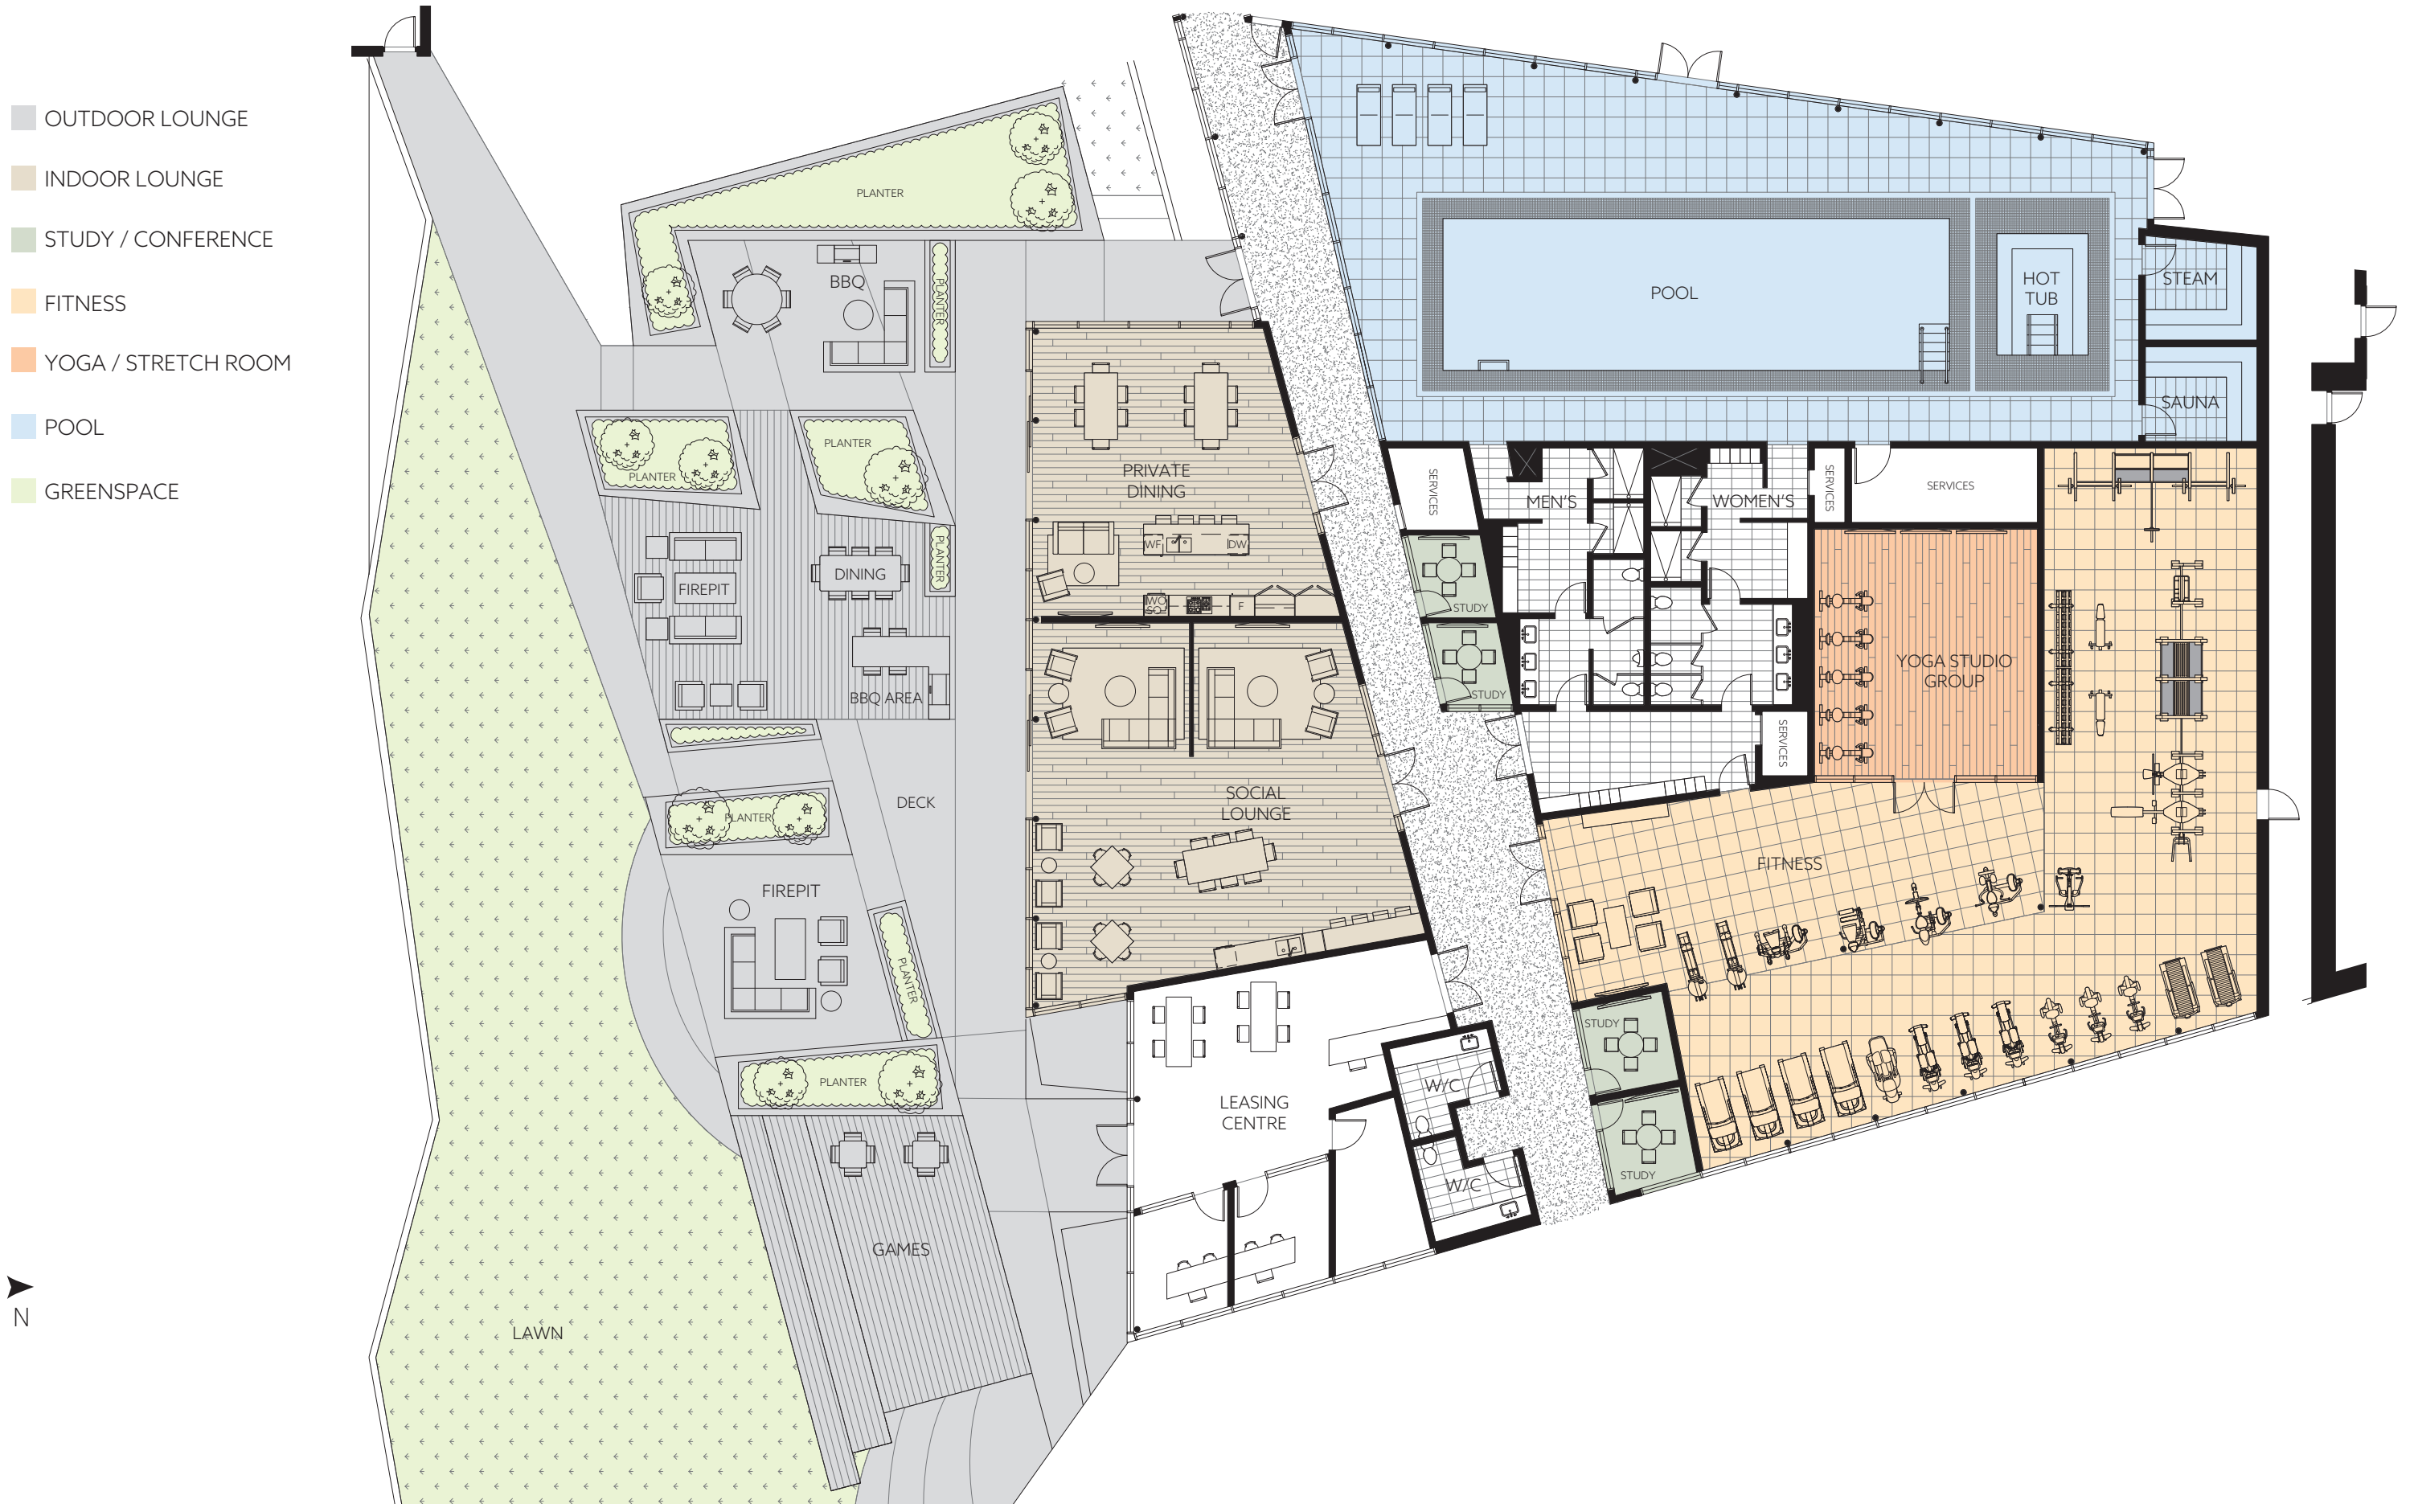 OUTDOOR LOUNGE
INDOOR LOUNGE
STUDY / CONFERENCE
FITNESS
YOGA / STRETCH ROOM
POOL
GREENSPACE
N
PLANTER
BBQ
PLANTER
PLANTER
PLANTER
PLANTER
FIREPIT
DINING
BBQ AREA
DECK
PLANTER
FIREPIT
PLANTER
PLANTER
GAMES
LAWN
PRIVATE
DINING
WF
DW
WO
SO
F
SOCIAL
LOUNGE
LEASING
CENTRE
W/C
W/C
POOL
HOT
TUB
STEAM
SAUNA
SERVICES
MEN'S
WOMEN'S
SERVICES
SERVICES
STUDY
STUDY
SERVICES
YOGA STUDIO
GROUP
FITNESS
STUDY
STUDY